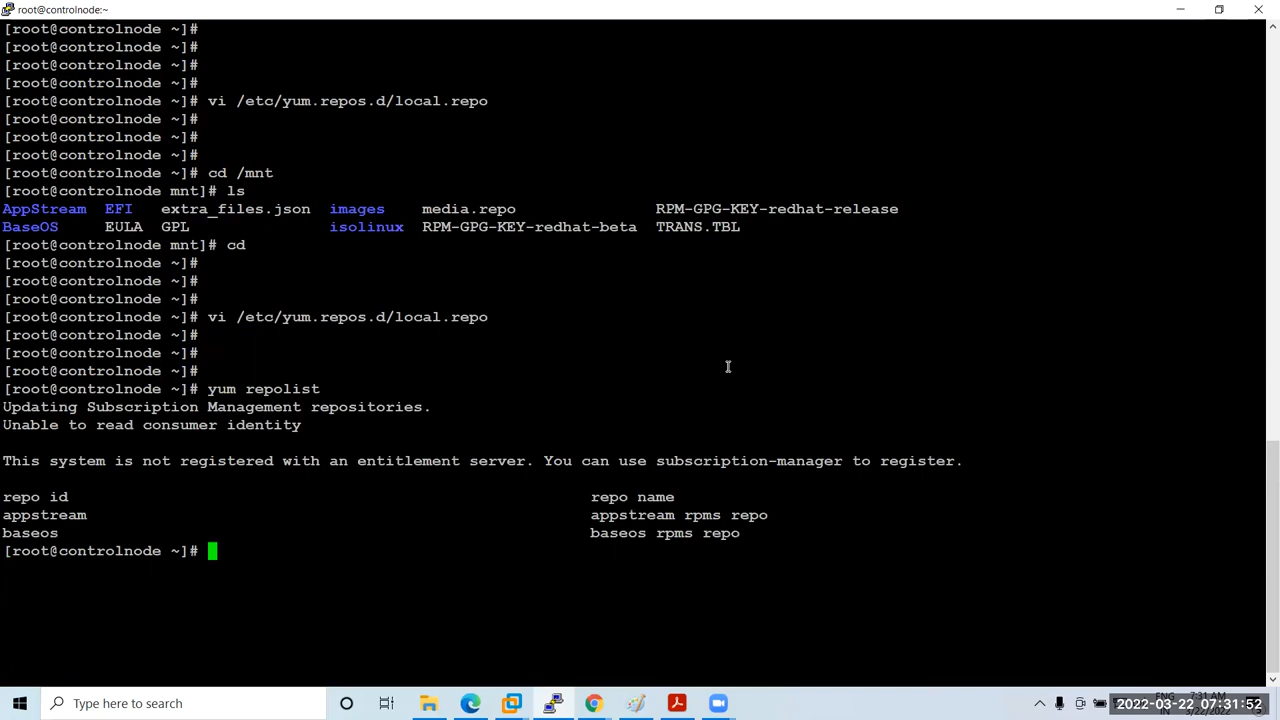 root@controlnode:~
[root@controlnode ~]#
[root@controlnode ~]#
[root@controlnode ~]#
[root@controlnode ~]#
[root@controlnode ~]# vi /etc/yum.repos.d/local.repo
[root@controlnode ~]#
[root@controlnode ~]#
[root@controlnode ~]#
[root@controlnode ~]# cd /mnt
[root@controlnode mnt]# ls
AppStream EFI extra_files.json images media.repo RPM-GPG-KEY-redhat-release
BaseOS EULA GPL isolinux RPM-GPG-KEY-redhat-beta TRANS.TBL
[root@controlnode mnt]# cd
[root@controlnode ~]#
[root@controlnode ~]#
[root@controlnode ~]#
[root@controlnode ~]# vi /etc/yum.repos.d/local.repo
[root@controlnode ~]#
[root@controlnode ~]#
[root@controlnode ~]#
[root@controlnode ~]# yum repolist
Updating Subscription Management repositories.
Unable to read consumer identity
This system is not registered with an entitlement server. You can use subscription-manager to register.
repo id repo name
appstream appstream rpms repo
baseos baseos rpms repo
[root@controlnode ~]#
Type here to search
ENG 7:31 AM
2022-03-22 07:31:52